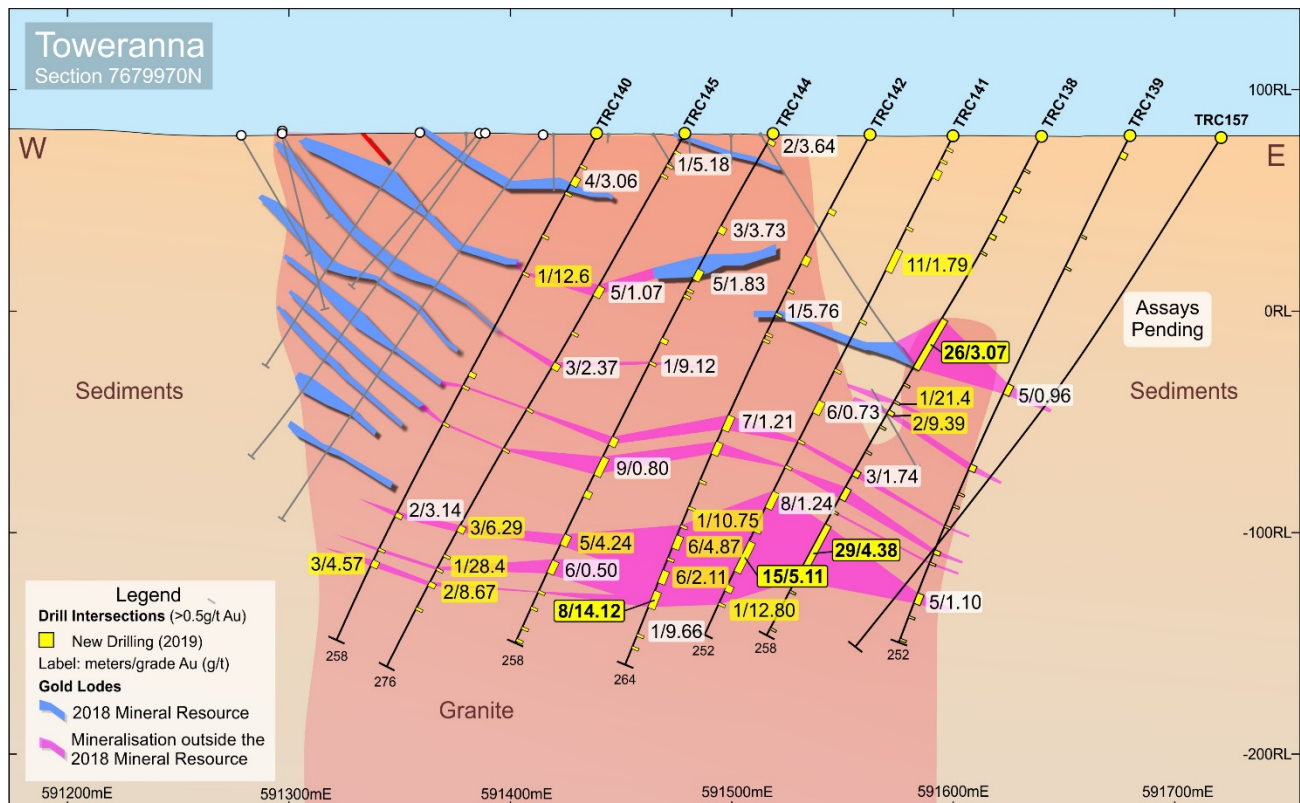 Toweranna
Section 7679970N
TRC140
TRC145
TRC144
TRC142
TRC141
TRC138
TRC139
TRC157
100RL
W
E
2/3.64
1/5.18
4/3.06
3/3.73
11/1.79
1/12.6
5/1.07
5/1.83
1/5.76
0RL
Assays
Pending
26/3.07
3/2.37
1/9.12
5/0.96
1/21.4
2/9.39
Sediments
Sediments
6/0.73
7/1.21
9/0.80
3/1.74
2/3.14
8/1.24
3/6.29
1/10.75
-100RL
5/4.24
6/4.87
29/4.38
3/4.57
1/28.4
6/0.50
15/5.11
2/8.67
6/2.11
8/14.12
1/12.80
5/1.10
1/9.66
258
276
258
264
252
258
252
Granite
Legend
Drill Intersections (>0.5g/t Au)
New Drilling (2019)
Label: meters/grade Au (g/t)
Gold Lodes
2018 Mineral Resource
Mineralisation outside the
2018 Mineral Resource
-200RL
591200mE
591300mE
591400mE
591500mE
591600mE
591700mE